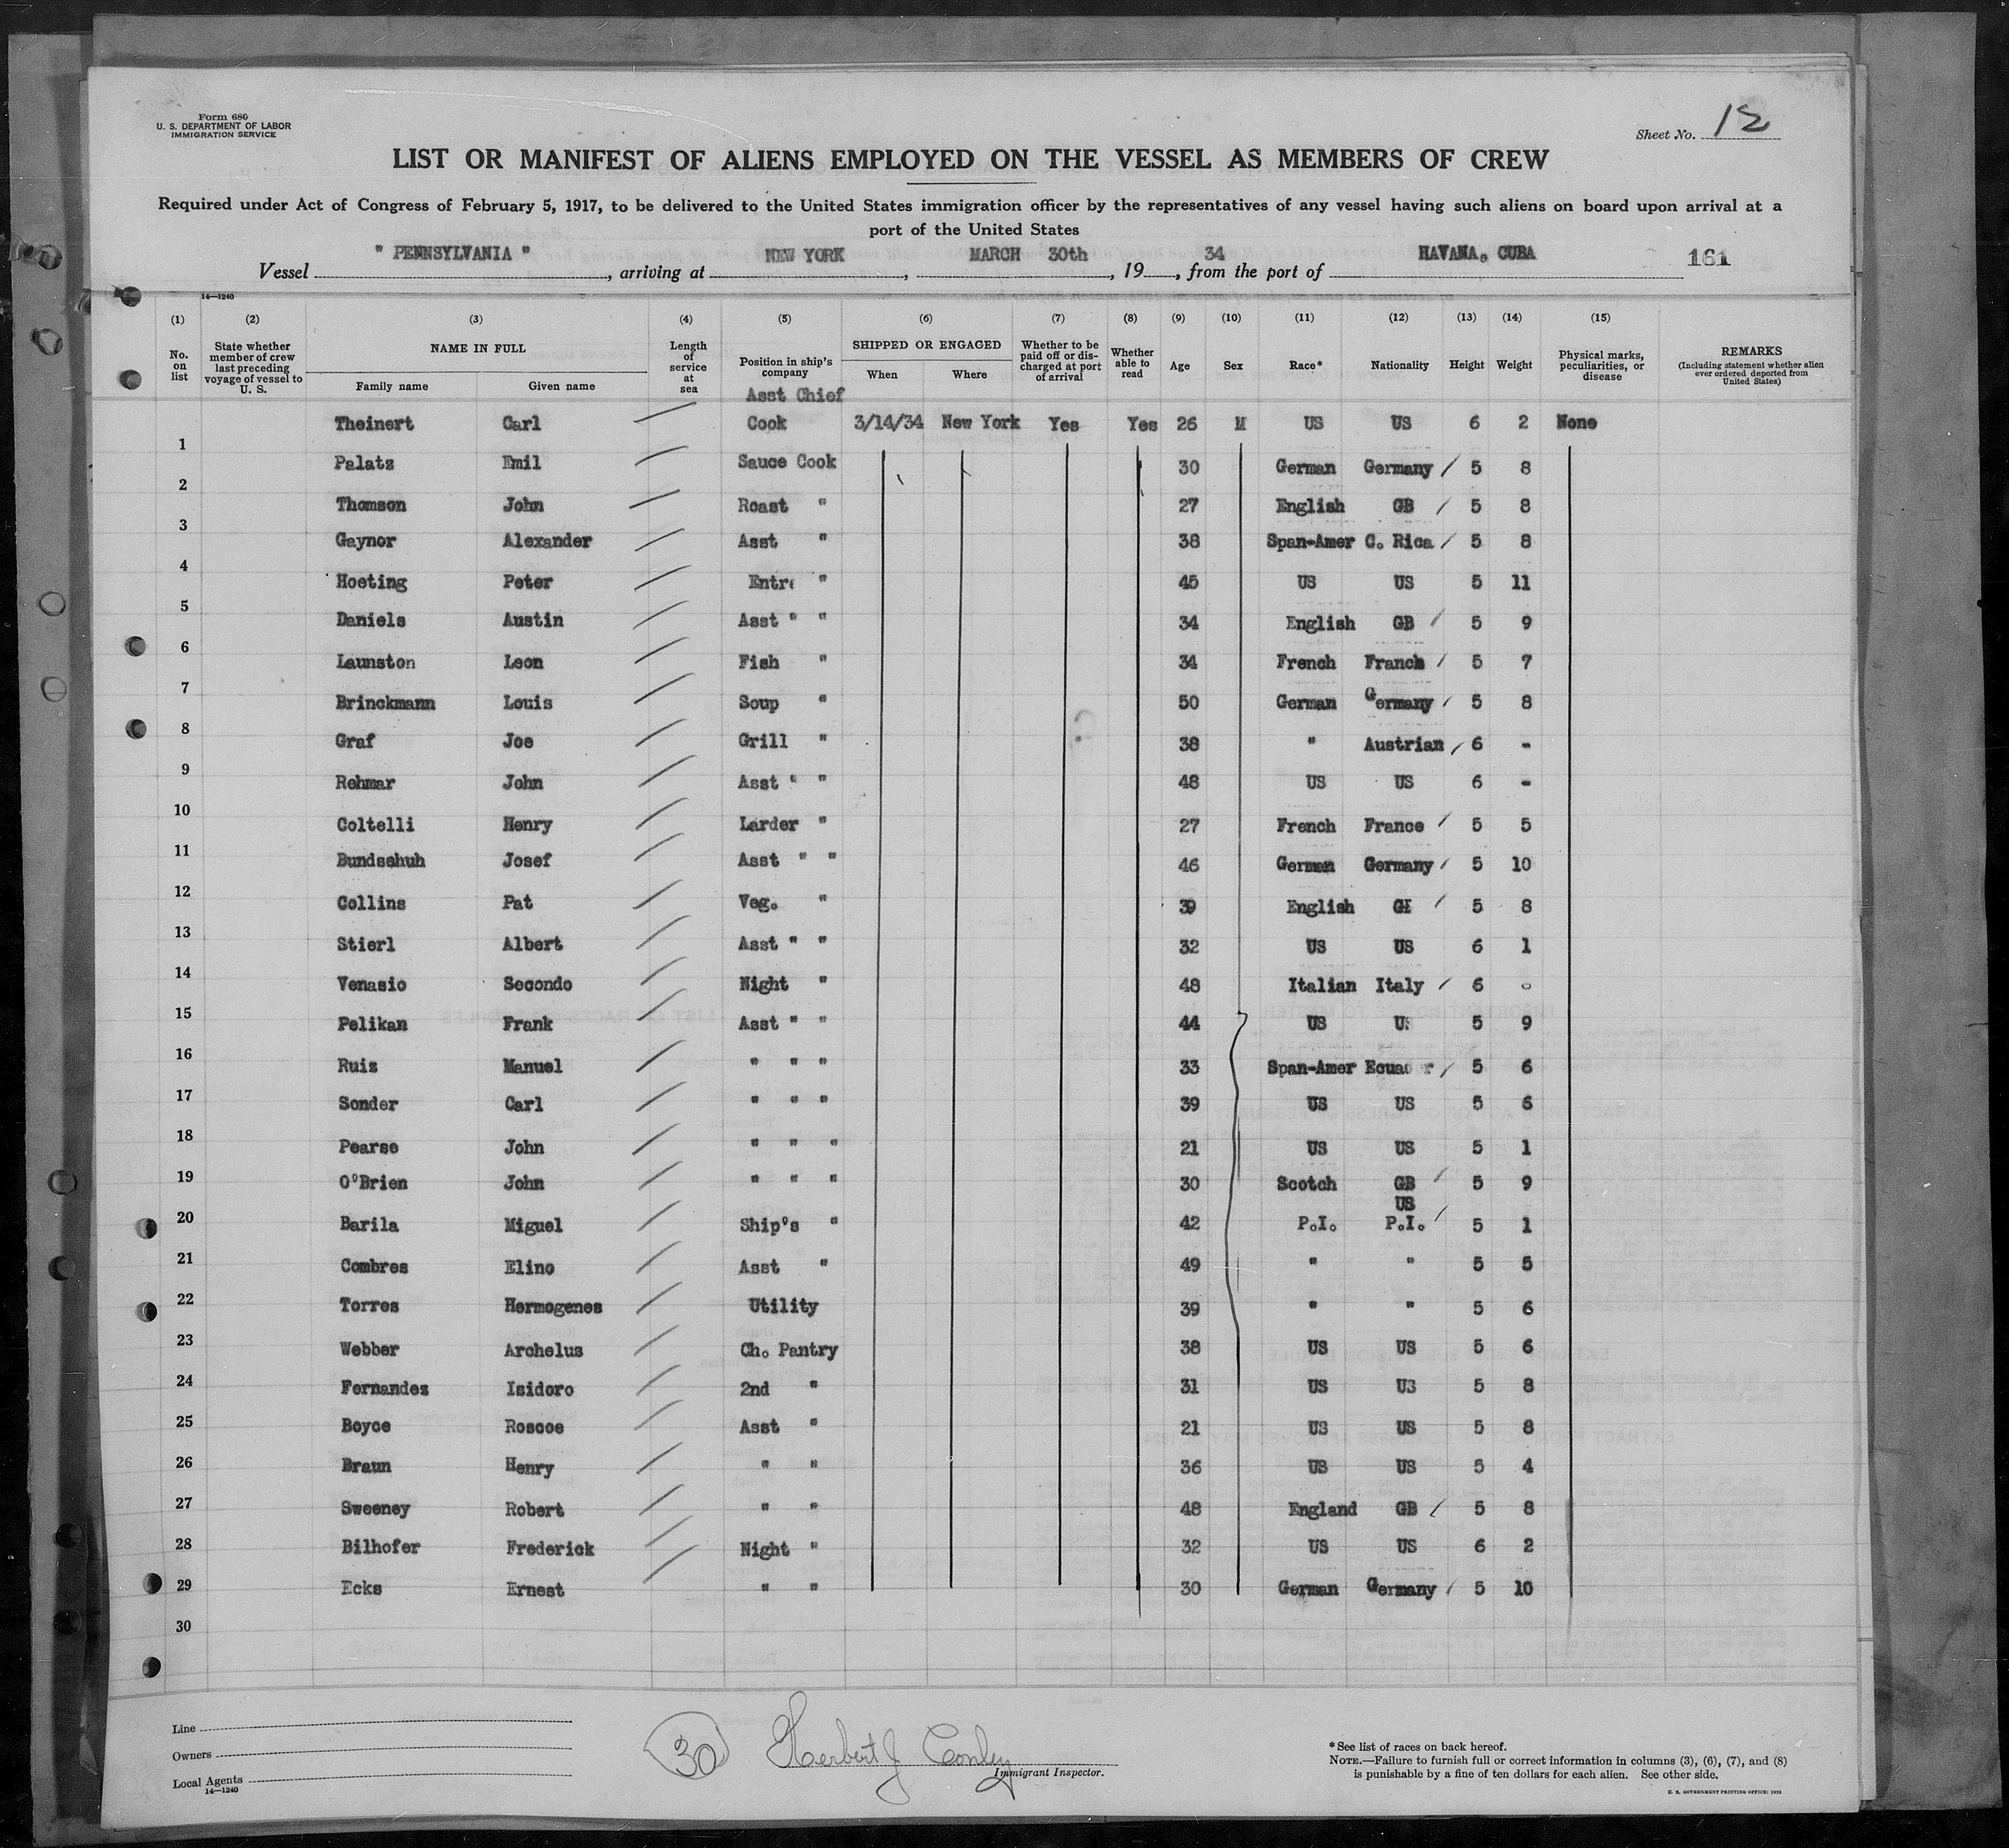 Form 680
U. S. DEPARTMENT OF LABOR
IMMIGRATION SERVICE
Sheet No. 12
LIST OR MANIFEST OF ALIENS EMPLOYED ON THE VESSEL AS MEMBERS OF CREW
Required under Act of Congress of February 5, 1917, to be delivered to the United States immigration officer by the representatives of any vessel having such aliens on board upon arrival at a
port of the United States
Vessel " PENNSYLVANIA ", arriving at NEW YORK, MARCH 30th, 19 34, from the port of HAVANA. CUBA 161
14—1240
(1) (2) (3) (4) (5) (6) (7) (8) (9) (10) (11) (12) (13) (14) (15)
No. on list State whether member of crew last preceding voyage of vessel to U. S. NAME IN FULL Family name Given name Length of service at sea Position in ship's company SHIPPED OR ENGAGED When Where Whether to be paid off or discharged at port of arrival Whether able to read Age Sex Race* Nationality Height Weight Physical marks, peculiarities, or disease REMARKS (Including statement whether alien ever ordered deported from United States)
Asst Chief
Theinert Carl Cook 3/14/34 New York Yes Yes 26 M US US 6 2 None
1
Palatz Emil Sauce Cook 30 German Germany 5 8
2
Thomson John Roast " 27 English GB 5 8
3
Gaynor Alexander Asst " 38 Span-Amer C. Rica 5 8
4
Hoeting Peter Entre " 45 US US 5 11
5
Daniels Austin Asst " " 34 English GB 5 9
6
Launston Leon Fish " 34 French 5 7
7
Brinckmann Louis Soup " 50 German Germany 5 8
8
Graf Joe Grill " 38 " Austrian 6 -
9
Rehmar John Asst " " 48 US US 6 -
10
Coltelli Henry Larder " 27 French France 5 5
11
Bundsehuh Josef Asst " " 46 German Germany 5 10
12
Collins Pat Veg. " 39 English 5 8
13
Stierl Albert Asst " " 32 US US 6 1
14
Venasio Secondo Night " 48 Italian Italy 6 o
15
Pelikan Frank Asst " " 44 US US 5 9
16
Ruiz Manuel " " " 33 Span-Amer Ecuador 5 6
17
Sonder Carl " " " 39 US US 5 6
18
Pearse John " " " 21 US US 5 1
19
O'Brien John " " " 30 Scotch GB 5 9
US
20
Barila Miguel Ship's " 42 P.I. P.I. 5 1
21
Combres Elino Asst " 49 " " 5 5
22
Torres Hermogenes Utility 39 " " 5 6
23
Webber Archelus Ch. Pantry 38 US US 5 6
24
Fernandez Isidoro 2nd " 31 US US 5 8
25
Boyce Roscoe Asst " 21 US US 5 8
26
Braun Henry " " 36 US US 5 4
27
Sweeney Robert " " 48 England GB 5 8
28
Bilhofer Frederick Night " 32 US US 6 2
29
Ecks Ernest " " 30 German Germany 5 10
30
Line
Owners
Local Agents
14—1240
30 Herbert J Conley
Immigrant Inspector.
*See list of races on back hereof.
NOTE.—Failure to furnish full or correct information in columns (3), (6), (7), and (8)
is punishable by a fine of ten dollars for each alien. See other side.